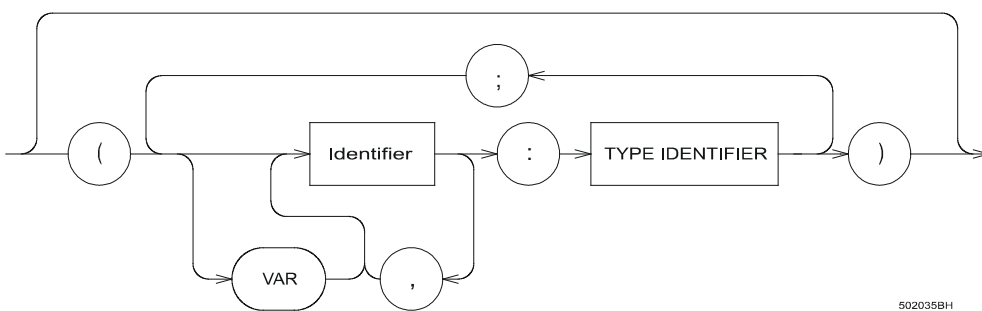 ;
( Identifier : TYPE IDENTIFIER )
VAR ,
502035BH